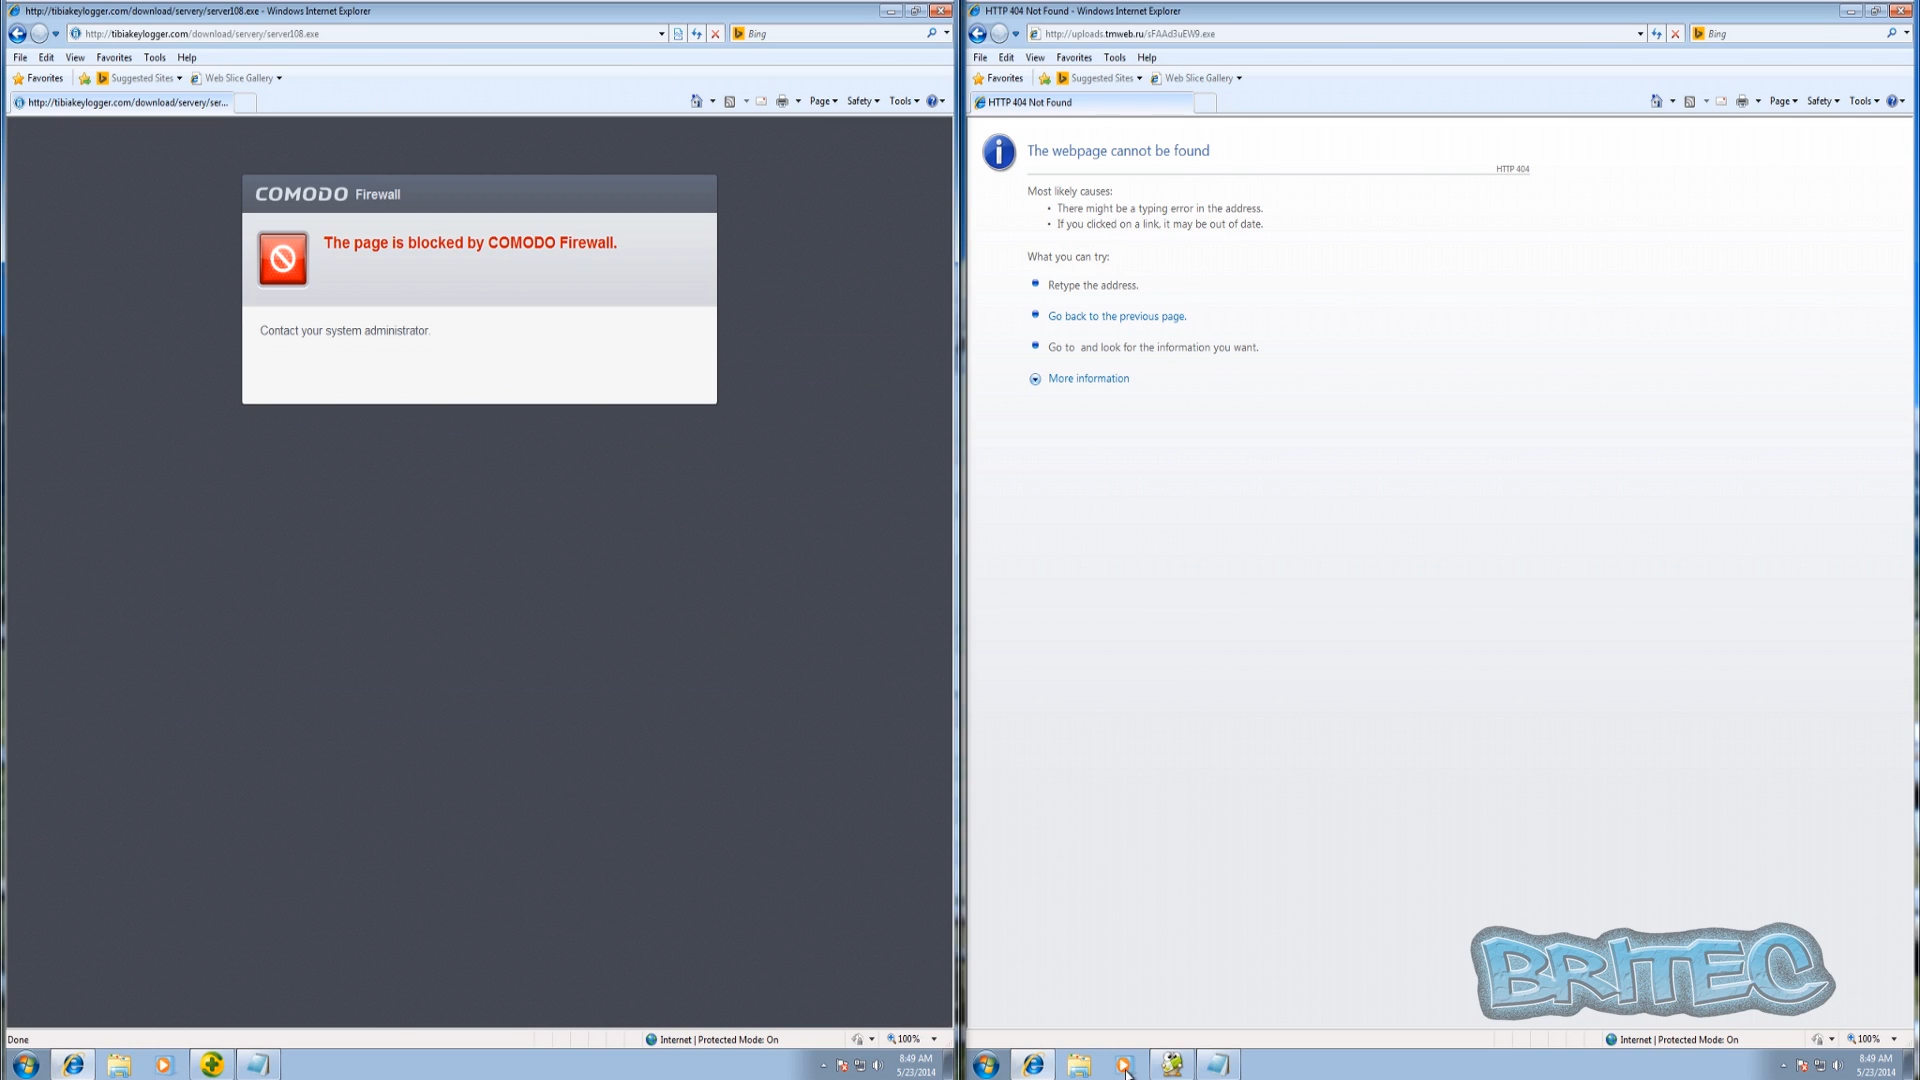 http://tibiakeylogger.com/download/servery/server108.exe - Windows Internet Explorer
http://tibiakeylogger.com/download/servery/server108.exe
Bing
File Edit View Favorites Tools Help
Favorites Suggested Sites Web Slice Gallery
http://tibiakeylogger.com/download/servery/ser...
Page Safety Tools
COMODO Firewall
The page is blocked by COMODO Firewall.
Contact your system administrator.
Done
Internet | Protected Mode: On
100%
8:49 AM
5/23/2014
HTTP 404 Not Found - Windows Internet Explorer
http://uploads.tmweb.ru/sFAAd3uEW9.exe
Bing
File Edit View Favorites Tools Help
Favorites Suggested Sites Web Slice Gallery
HTTP 404 Not Found
Page Safety Tools
The webpage cannot be found
HTTP 404
Most likely causes:
• There might be a typing error in the address.
• If you clicked on a link, it may be out of date.
What you can try:
Retype the address.
Go back to the previous page.
Go to and look for the information you want.
More information
BRITEC
Internet | Protected Mode: On
100%
8:49 AM
5/23/2014